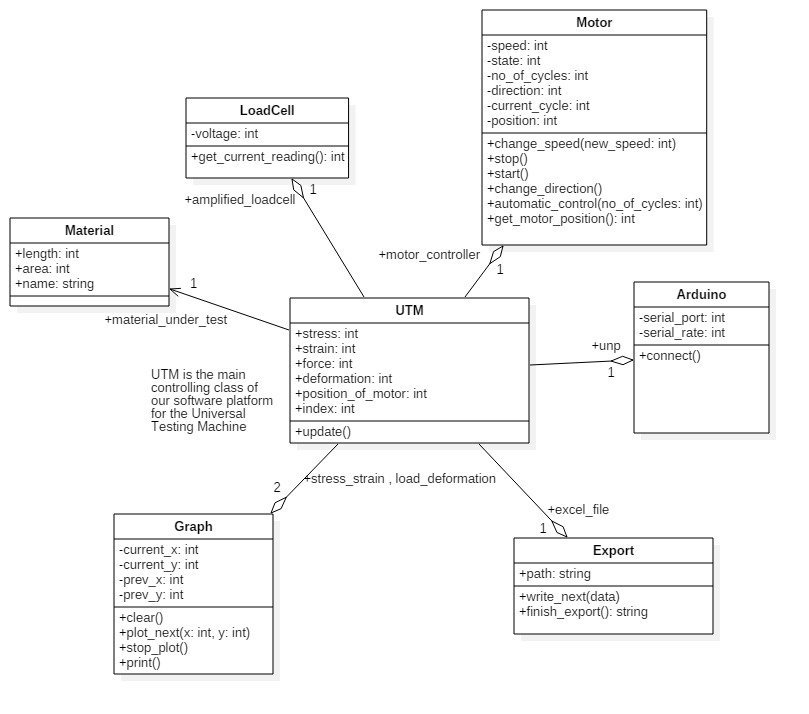 Motor
-speed: int
-state: int
-no_of_cycles: int
-direction: int
-current_cycle: int
-position: int
+change_speed(new_speed: int)
+stop()
+start()
+change_direction()
+automatic_control(no_of_cycles: int)
+get_motor_position(): int
LoadCell
-voltage: int
+get_current_reading(): int
1
+amplified_loadcell
Material
+length: int
+area: int
+name: string
1
+material_under_test
+motor_controller
1
UTM
+stress: int
+strain: int
+force: int
+deformation: int
+position_of_motor: int
+index: int
+update()
Arduino
-serial_port: int
-serial_rate: int
+connect()
+unp
1
UTM is the main
controlling class of
our software platform
for the Universal
Testing Machine
+stress_strain , load_deformation
2
Graph
-current_x: int
-current_y: int
-prev_x: int
-prev_y: int
+clear()
+plot_next(x: int, y: int)
+stop_plot()
+print()
+excel_file
1
Export
+path: string
+write_next(data)
+finish_export(): string